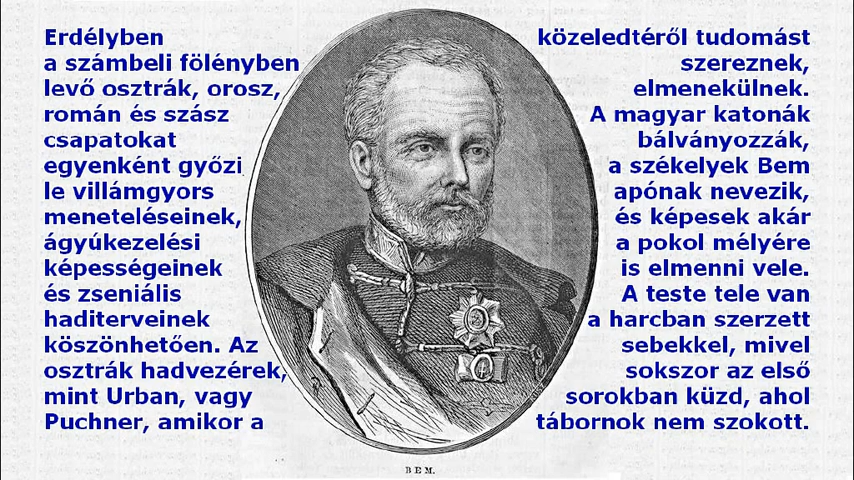 Erdélyben
a számbeli fölényben
levő osztrák, orosz,
román és szász
csapatokat
egyenként győzi
le villámgyors
meneteléseinek,
ágyúkezelési
képességeinek
és zseniális
haditerveinek
köszönhetően. Az
osztrák hadvezérek,
mint Urban, vagy
Puchner, amikor a
közeledtéről tudomást
szereznek,
elmenekülnek.
A magyar katonák
bálványozzák,
a székelyek Bem
apónak nevezik,
és képesek akár
a pokol mélyére
is elmenni vele.
A teste tele van
a harcban szerzett
sebekkel, mivel
sokszor az első
sorokban küzd, ahol
tábornok nem szokott.
BEM.